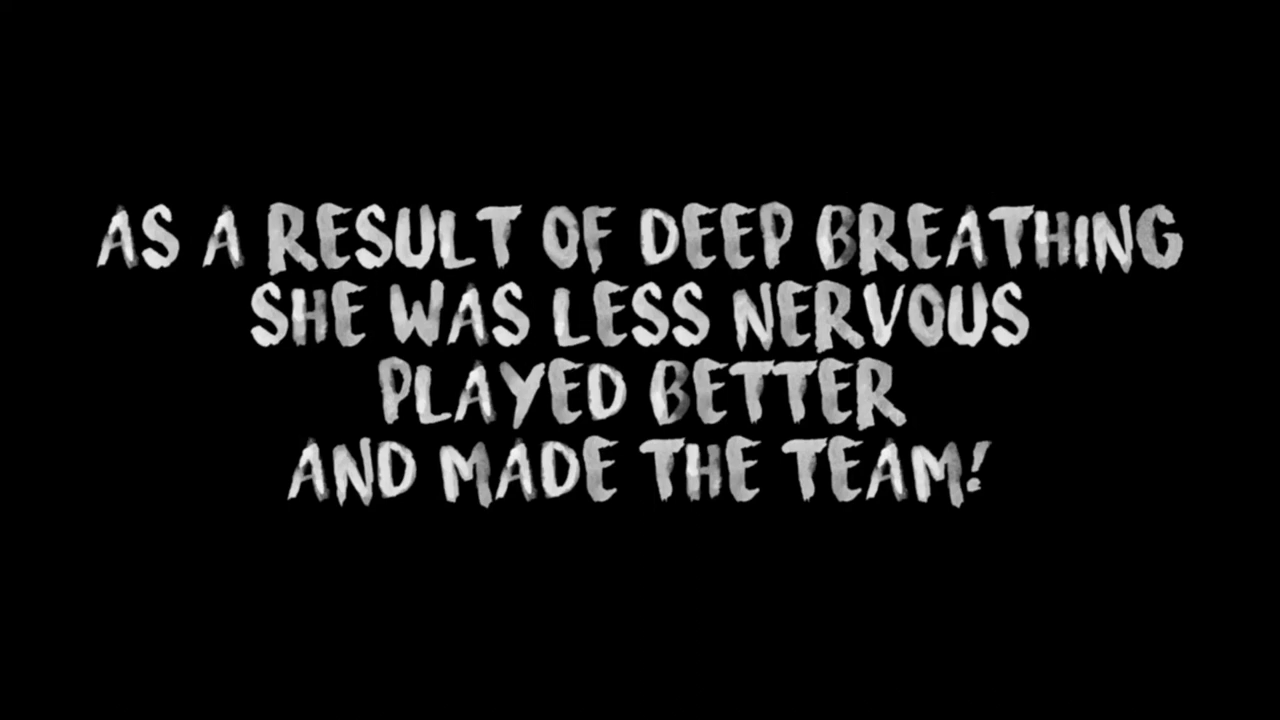 AS A RESULT OF DEEP BREATHING
SHE WAS LESS NERVOUS
PLAYED BETTER
AND MADE THE TEAM!